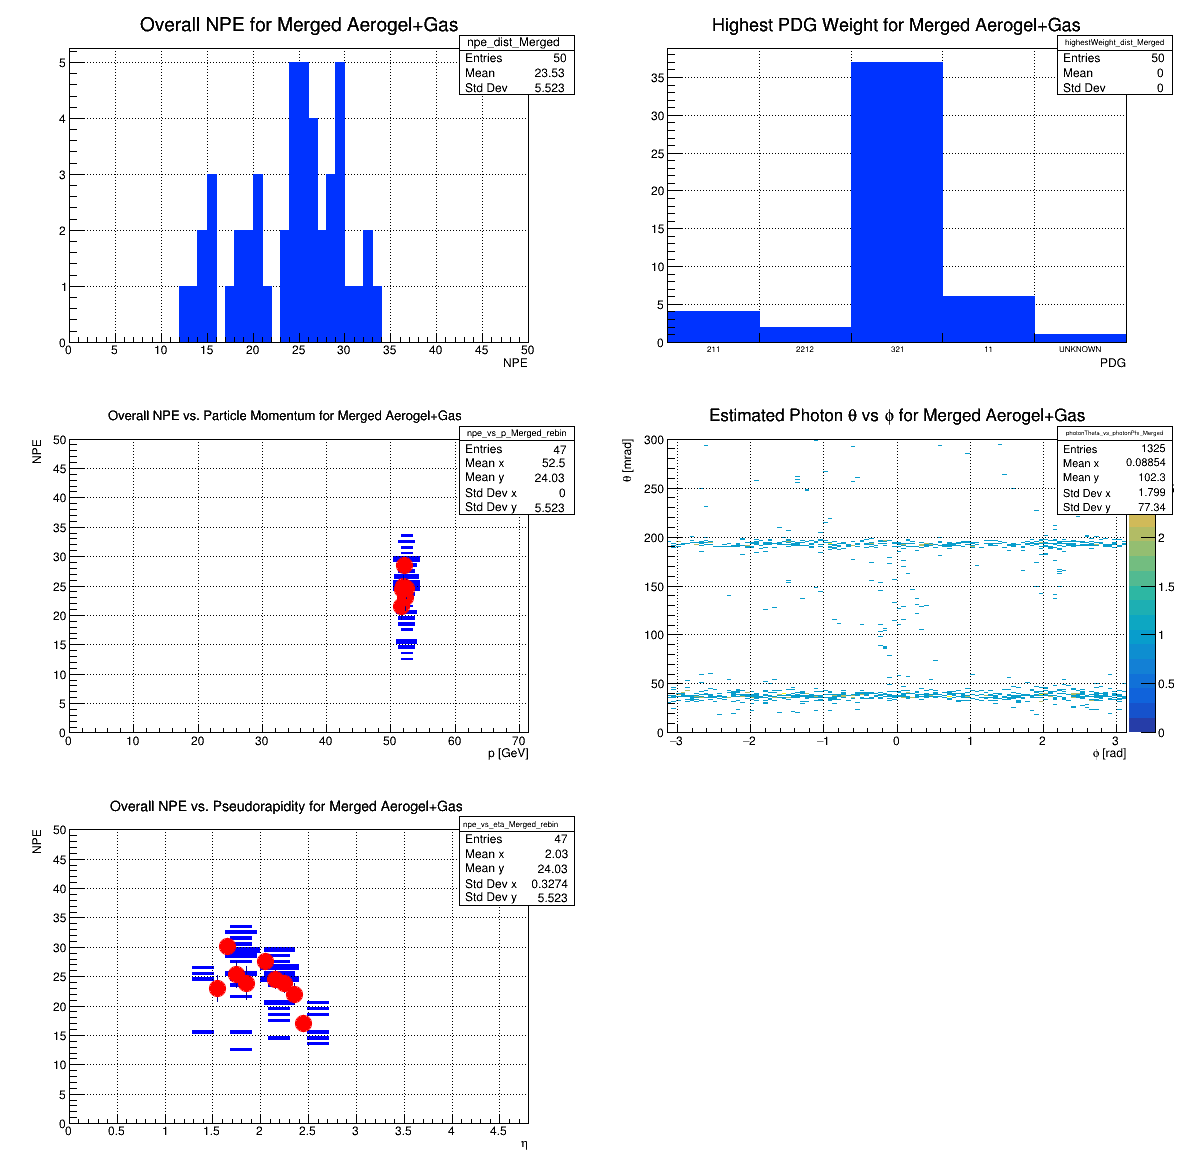 Overall NPE for Merged Aerogel+Gas
npe_dist_Merged
Entries 50
Mean 23.53
Std Dev 5.523
5
4
3
2
1
0
0 5 10 15 20 25 30 35 40 45 50
NPE
Highest PDG Weight for Merged Aerogel+Gas
highestWeight_dist_Merged
Entries 50
Mean 0
Std Dev 0
35
30
25
20
15
10
5
0
211 2212 321 11 UNKNOWN
PDG
Overall NPE vs. Particle Momentum for Merged Aerogel+Gas
npe_vs_p_Merged_rebin
Entries 47
Mean x 52.5
Mean y 24.03
Std Dev x 0
Std Dev y 5.523
NPE
50
45
40
35
30
25
20
15
10
5
0
0 10 20 30 40 50 60 70
p [GeV]
Estimated Photon θ vs ϕ for Merged Aerogel+Gas
photonTheta_vs_photonPhi_Merged
Entries 1325
Mean x 0.08854
Mean y 102.3
Std Dev x 1.799
Std Dev y 77.34
θ [mrad]
300
250
200
150
100
50
0
−3 −2 −1 0 1 2 3
ϕ [rad]
2
1.5
1
0.5
0
Overall NPE vs. Pseudorapidity for Merged Aerogel+Gas
npe_vs_eta_Merged_rebin
Entries 47
Mean x 2.03
Mean y 24.03
Std Dev x 0.3274
Std Dev y 5.523
NPE
50
45
40
35
30
25
20
15
10
5
0
0 0.5 1 1.5 2 2.5 3 3.5 4 4.5
η